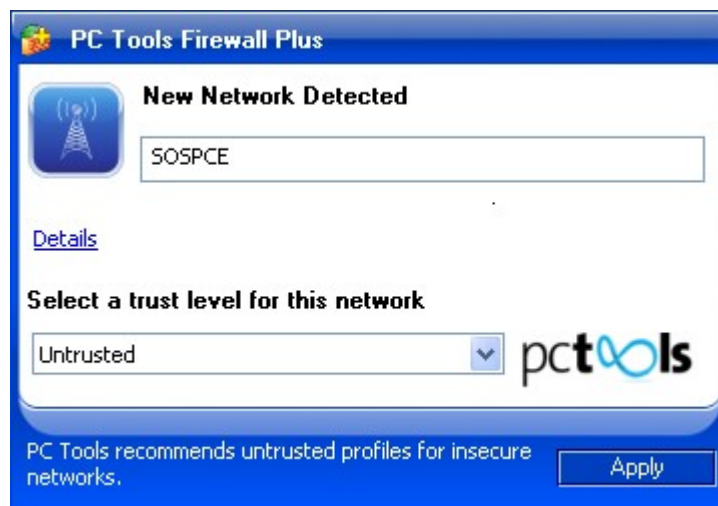 PC Tools Firewall Plus
New Network Detected
SOSPCE
Details
Select a trust level for this network
Untrusted
pctools
PC Tools recommends untrusted profiles for insecure
networks.
Apply